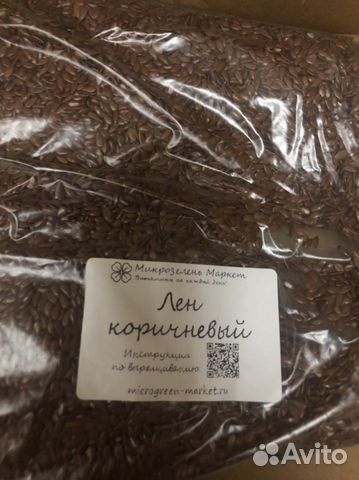 Микрозелень Маркет
Витамины на каждый день!
Лен
коричневый
Инструкция
по выращиванию
microgreen-market.ru
Avito